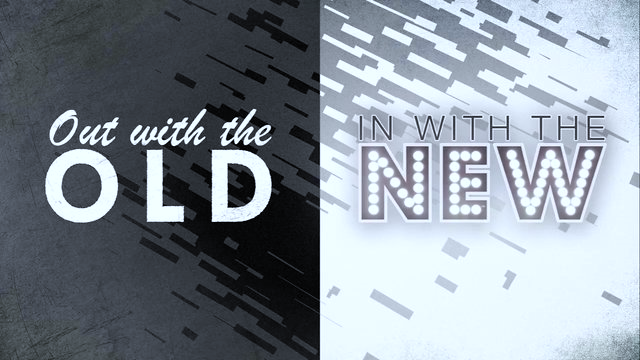 Out with the
OLD
IN WITH THE
NEW